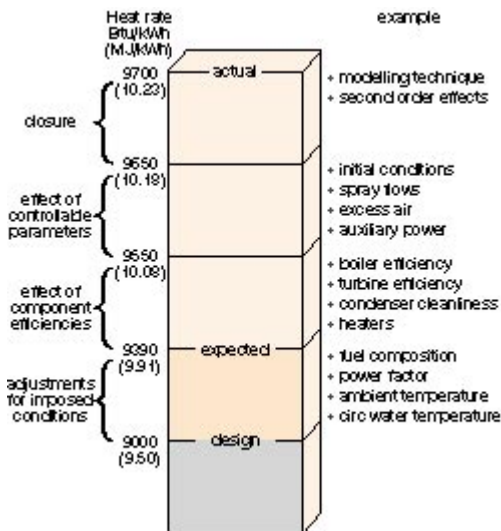 Heat rate
Btu/kWh
(MJ/kWh)
example
9700
(10.23)
actual
+ modelling technique
+ second order effects
closure
9650
(10.18)
+ initial conditions
+ spray flows
+ excess air
+ auxiliary power
effect of
controllable
parameters
9550
(10.08)
+ boiler efficiency
+ turbine efficiency
+ condenser cleanliness
+ heaters
effect of
component
efficiencies
9390
(9.91)
expected
+ fuel composition
+ power factor
+ ambient temperature
+ circ water temperature
adjustments
for imposed
conditions
9000
(9.50)
design